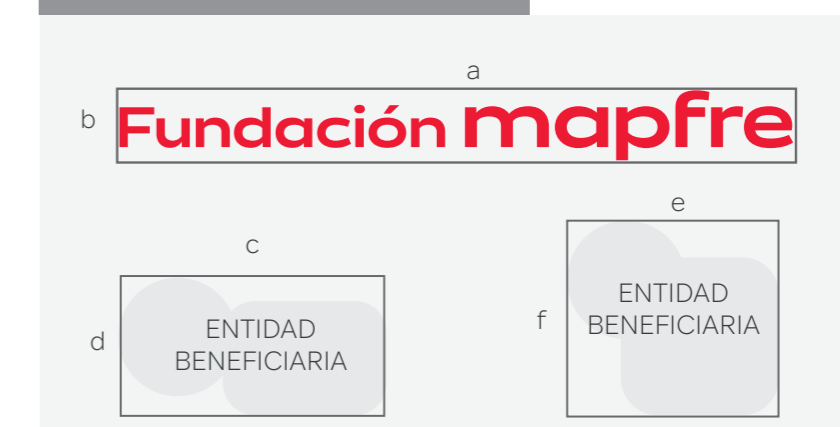 a
b
Fundación mapfre
e
c
ENTIDAD
BENEFICIARIA
f
d
ENTIDAD
BENEFICIARIA